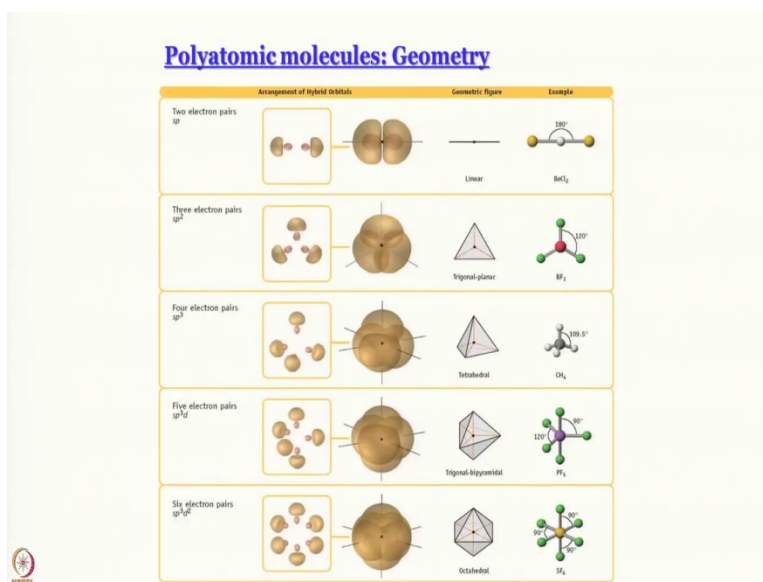 Polyatomic molecules: Geometry
Arrangement of Hybrid Orbitals Geometric figure Example
Two electron pairs
sp
180°
Linear BeCl₂
Three electron pairs
sp²
120°
Trigonal-planar BF₃
Four electron pairs
sp³
109.5°
Tetrahedral CH₄
Five electron pairs
sp³d
90°
120°
Trigonal-bipyramidal PF₅
Six electron pairs
sp³d²
90°
90°
90°
Octahedral SF₆